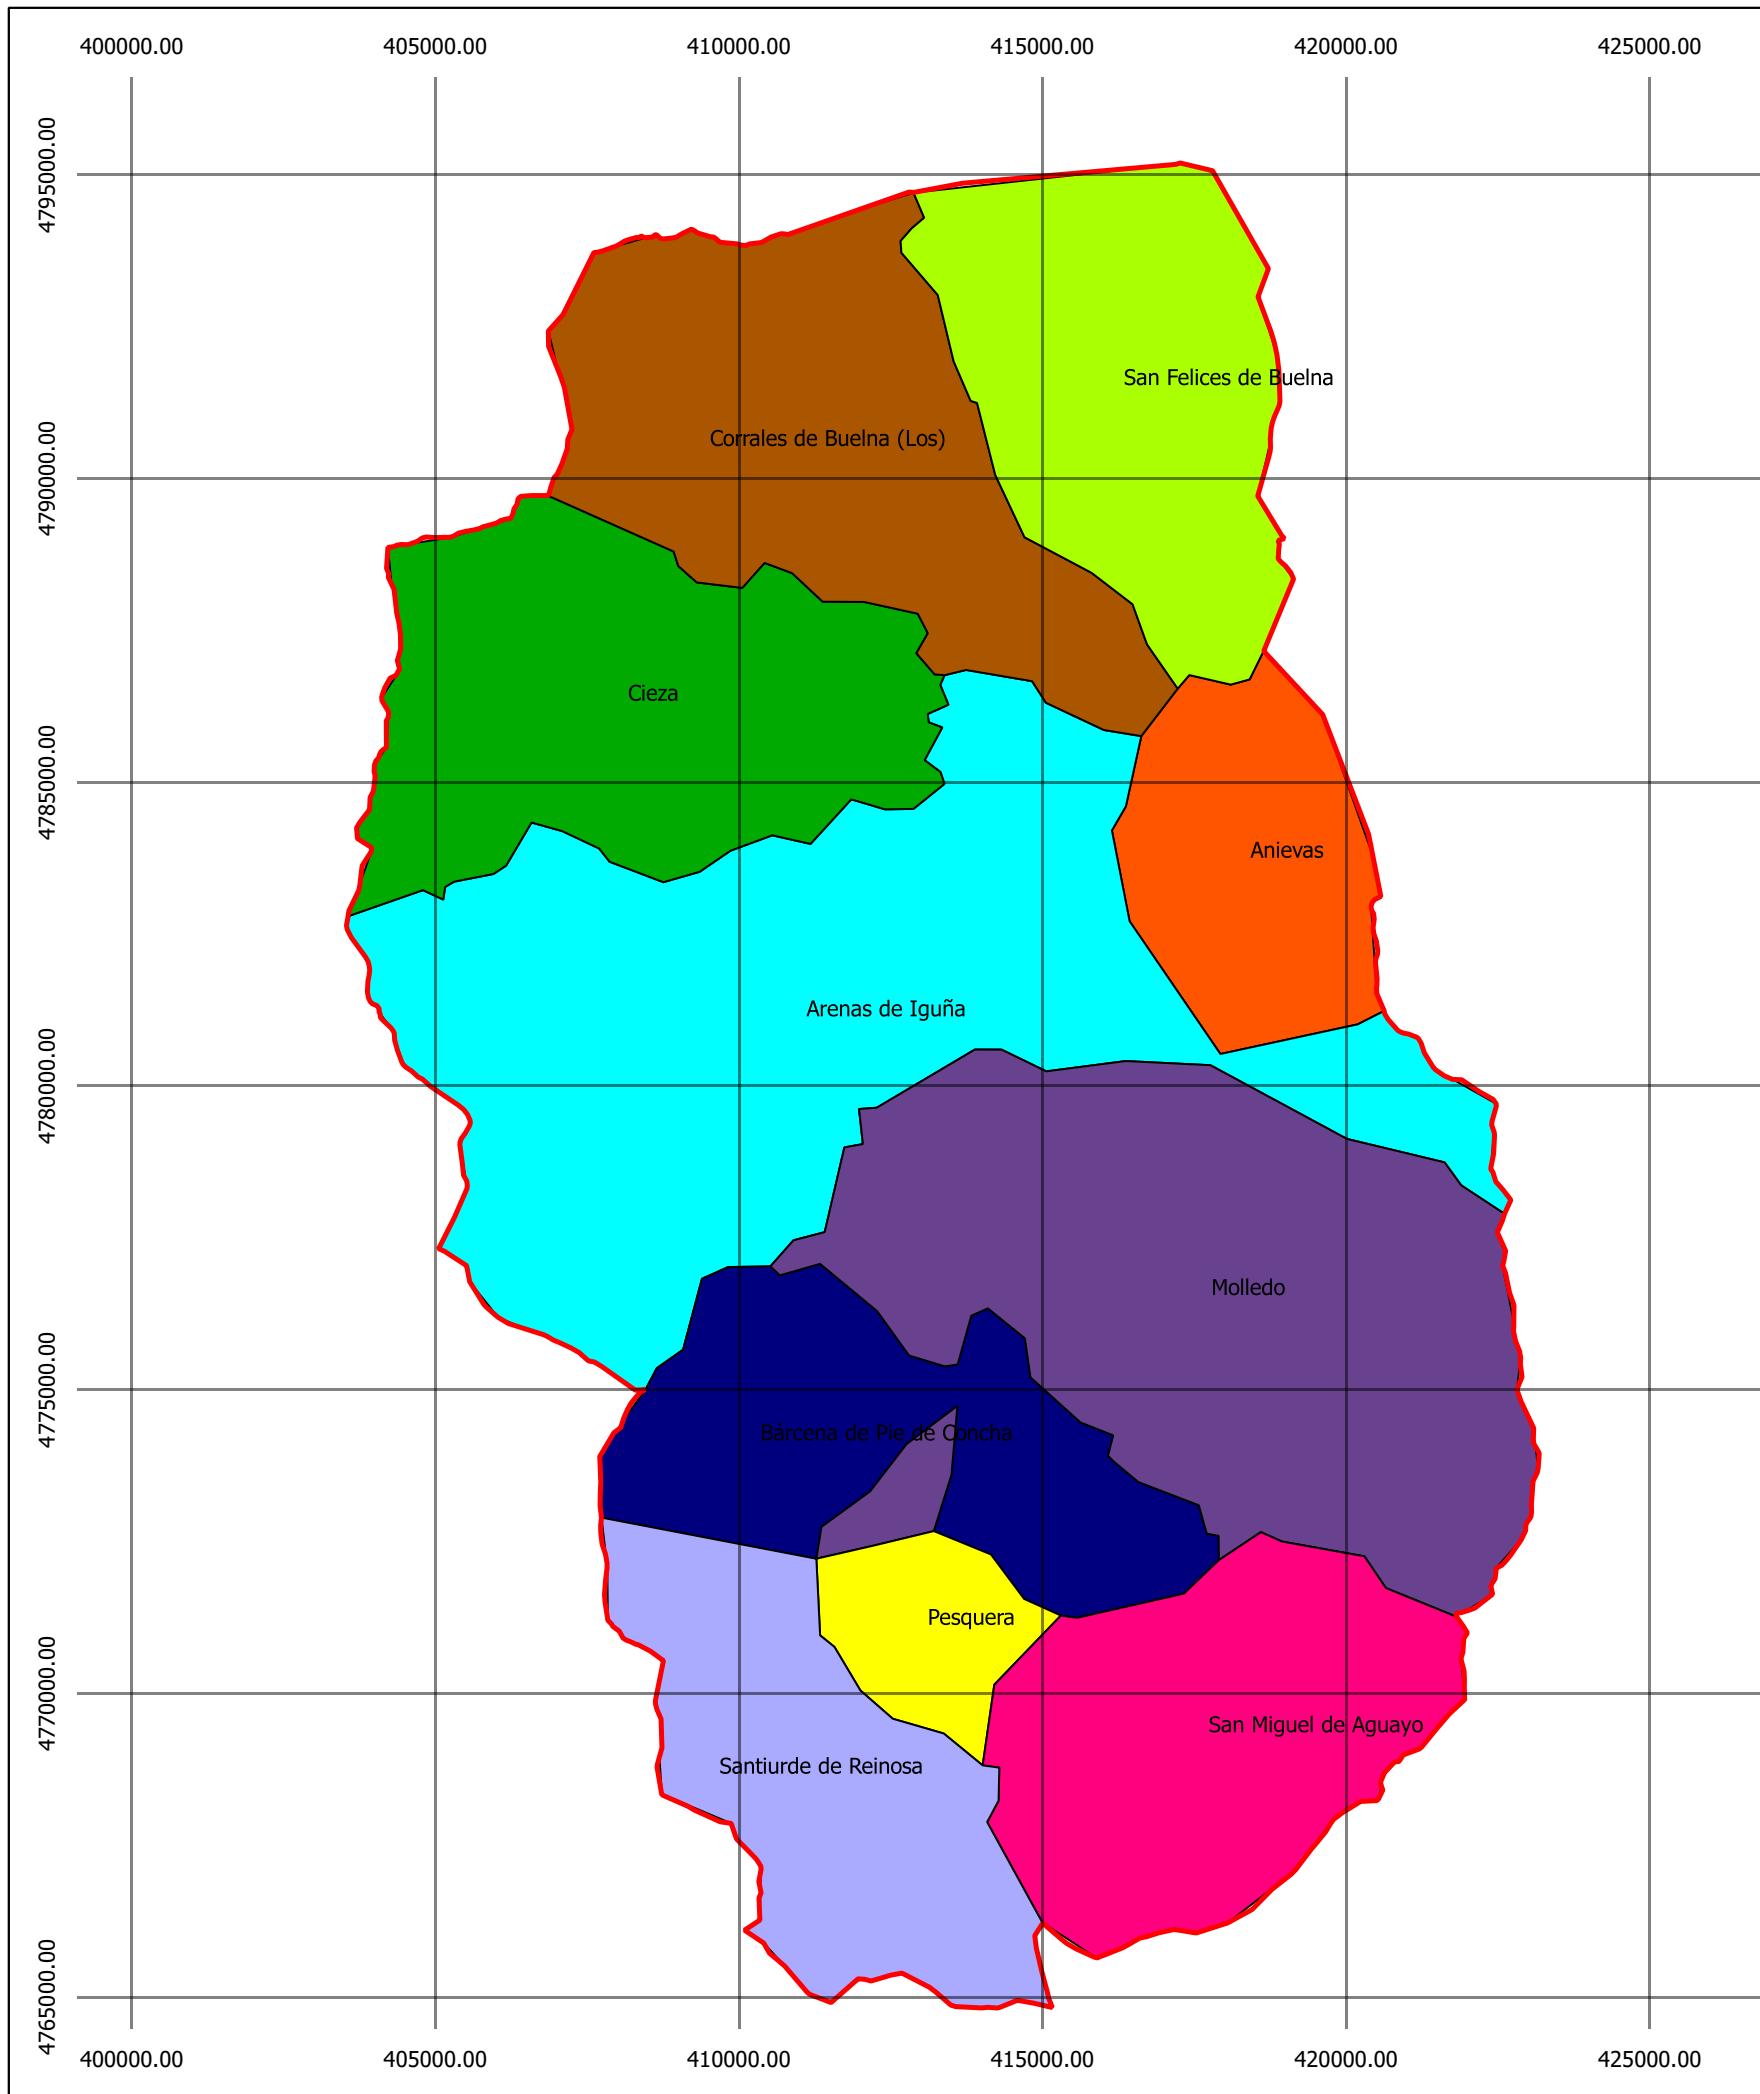 400000.00 405000.00 410000.00 415000.00 420000.00 425000.00
4795000.00
San Felices de Buelna
Corrales de Buelna (Los)
4790000.00
Cieza
4785000.00
Anievas
Arenas de Iguña
4780000.00
Molledo
4775000.00
Bárcena de Pie de Concha
Pesquera
4770000.00
San Miguel de Aguayo
Santiurde de Reinosa
4765000.00
400000.00 405000.00 410000.00 415000.00 420000.00 425000.00